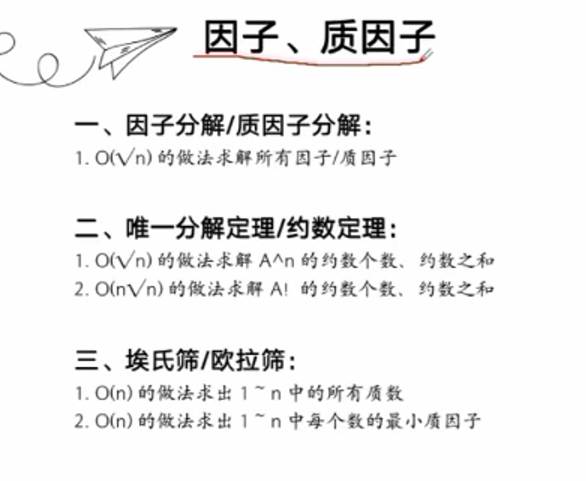 因子、质因子
一、因子分解/质因子分解：
1. O(√n) 的做法求解所有因子/质因子
二、唯一分解定理/约数定理：
1. O(√n) 的做法求解 A^n 的约数个数、约数之和
2. O(n√n) 的做法求解 A! 的约数个数、约数之和
三、埃氏筛/欧拉筛：
1. O(n) 的做法求出 1 ~ n 中的所有质数
2. O(n) 的做法求出 1 ~ n 中每个数的最小质因子